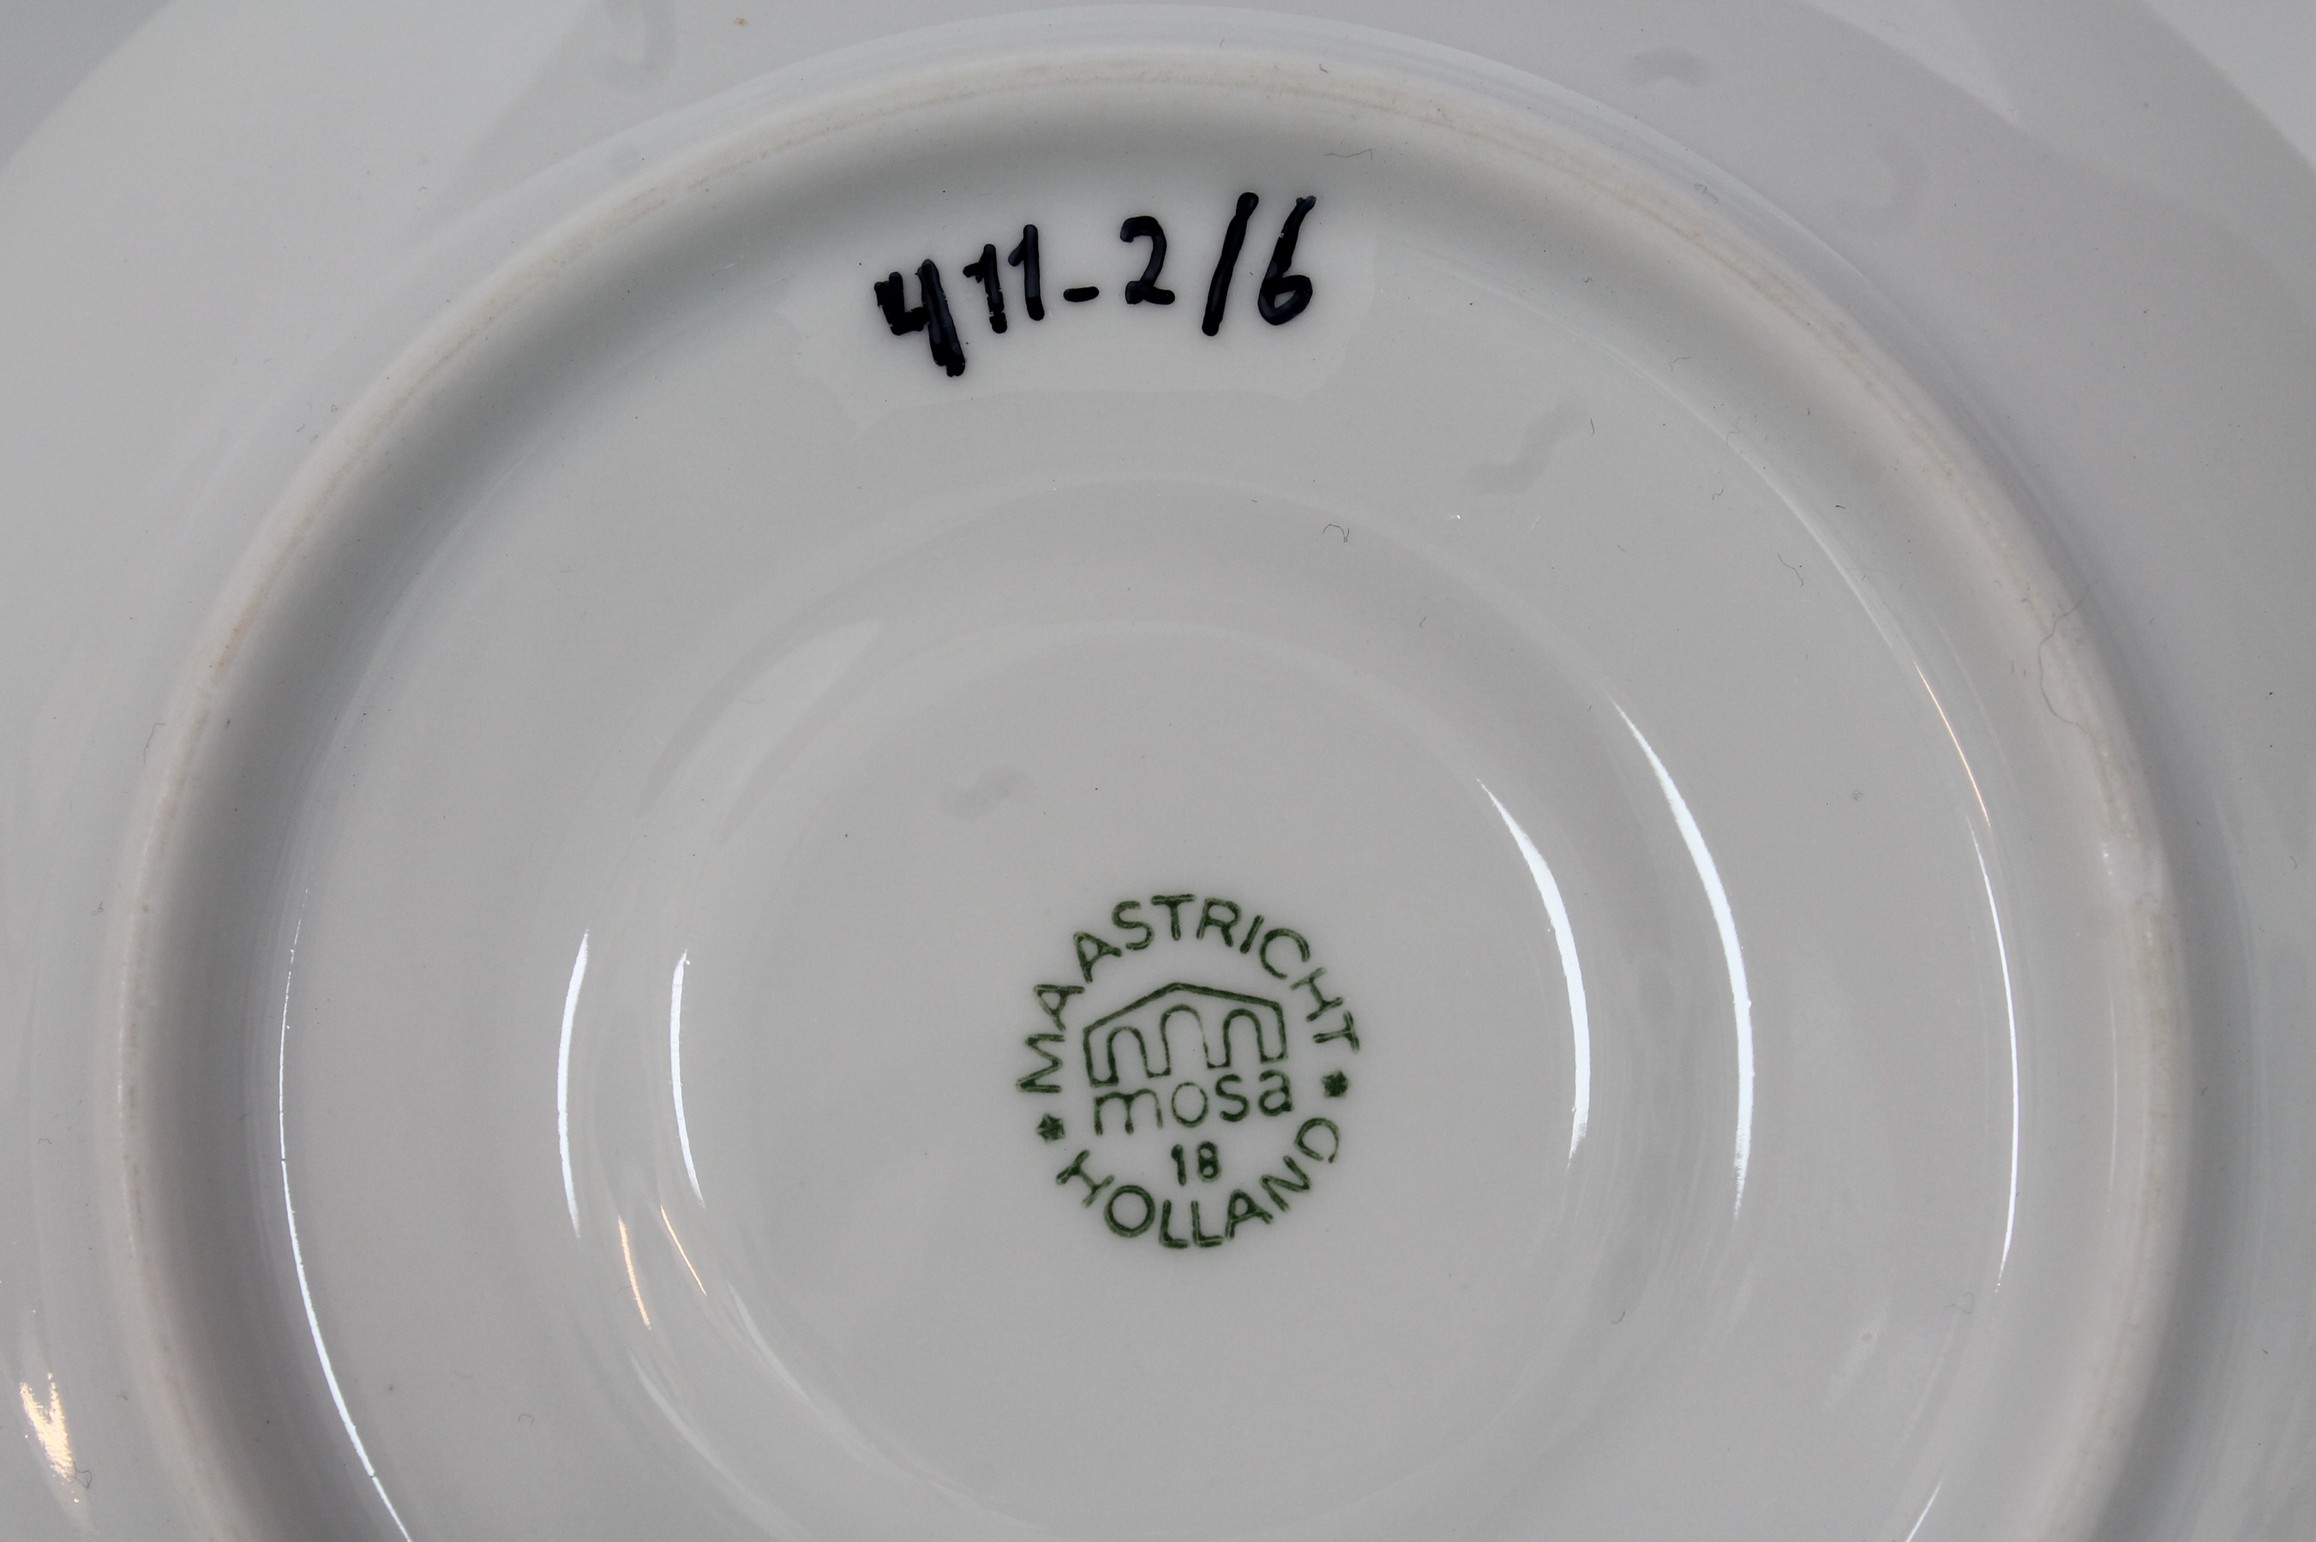 411-2/6
MAASTRICHT
mosa
18
HOLLAND